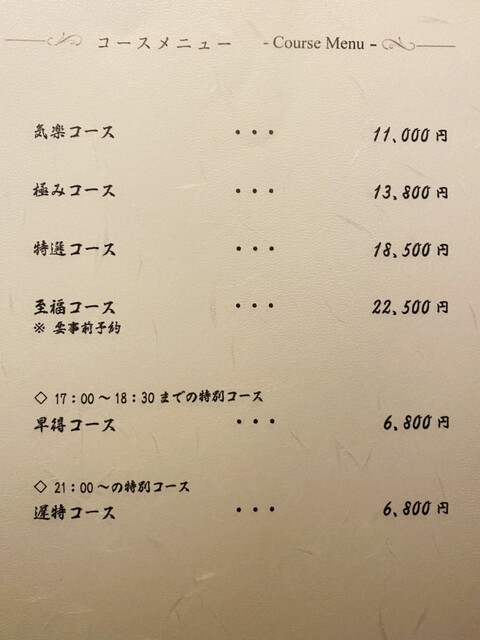 コースメニュー - Course Menu -
気楽コース ・・・ 11,000円
極みコース ・・・ 13,800円
特選コース ・・・ 18,500円
至福コース ・・・ 22,500円
※ 要事前予約
◇ 17：00～18：30までの特別コース
早得コース ・・・ 6,800円
◇ 21：00～の特別コース
遅特コース ・・・ 6,800円